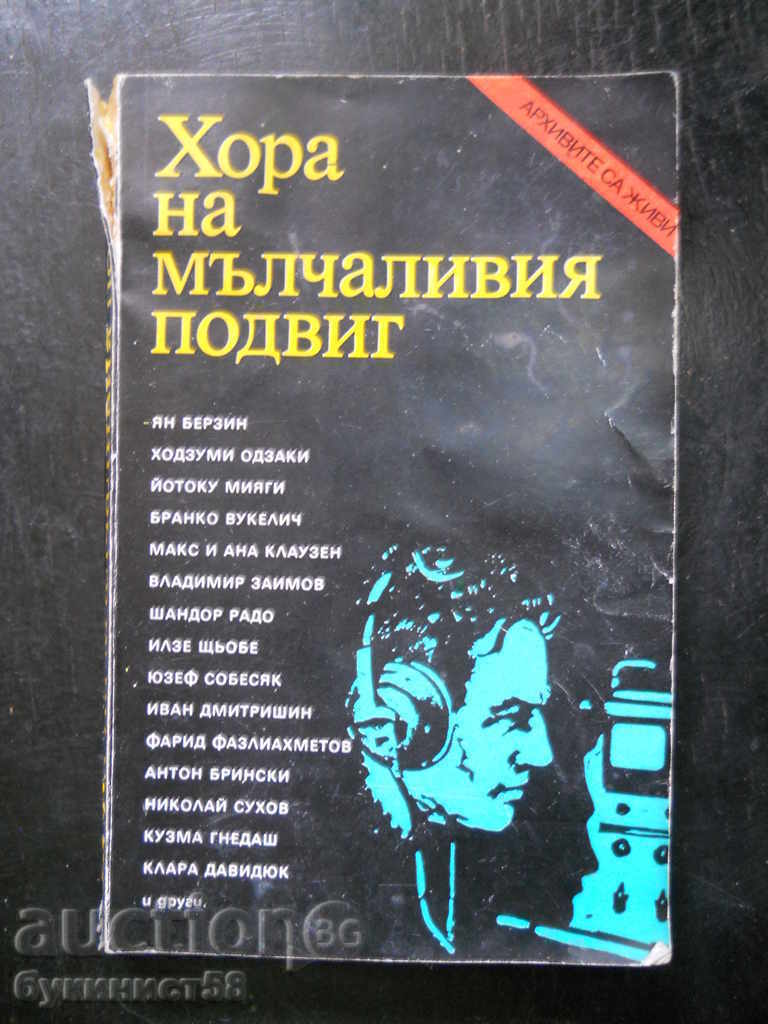 АРХИВИТЕ СА ЖИВИ
Хора
на
мълчаливия
подвиг
ЯН БЕРЗИН
ХОДЗУМИ ОДЗАКИ
ЙОТОКУ МИЯГИ
БРАНКО ВУКЕЛИЧ
МАКС И АНА КЛАУЗЕН
ВЛАДИМИР ЗАИМОВ
ШАНДОР РАДО
ИЛЗЕ ЩЬОБЕ
ЮЗЕФ СОБЕСЯК
ИВАН ДМИТРИШИН
ФАРИД ФАЗЛИАХМЕТОВ
АНТОН БРИНСКИ
НИКОЛАЙ СУХОВ
КУЗМА ГНЕДАШ
КЛАРА ДАВИДЮК
и други.
auction BG
букинист58